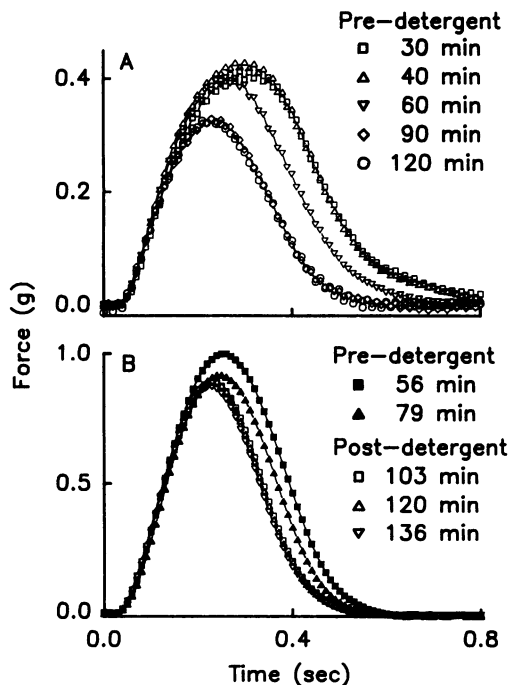 A
Pre-detergent
30 min
40 min
60 min
90 min
120 min
0.4
0.2
0.0
Force (g)
B
Pre-detergent
56 min
79 min
Post-detergent
103 min
120 min
136 min
1.0
0.5
0.0
0.0 0.4 0.8
Time (sec)